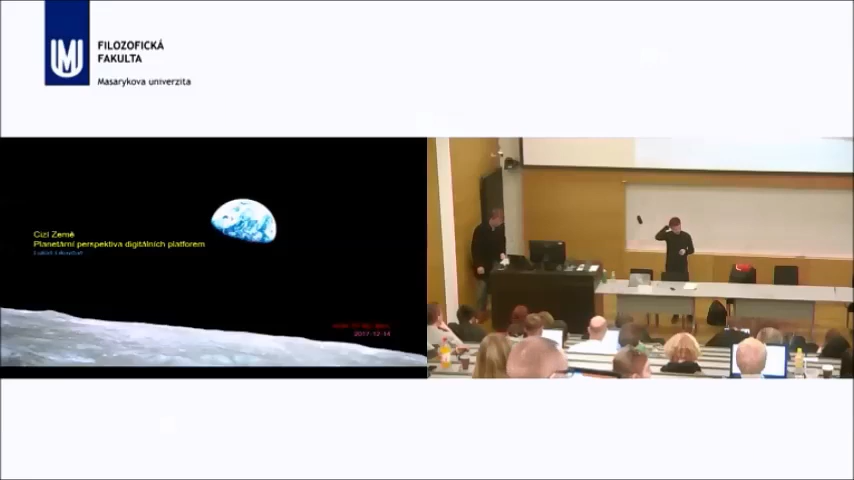 FILOZOFICKÁ
FAKULTA
Masarykova univerzita
Cizí Země
Planetární perspektiva digitálních platforem
2017-12-14